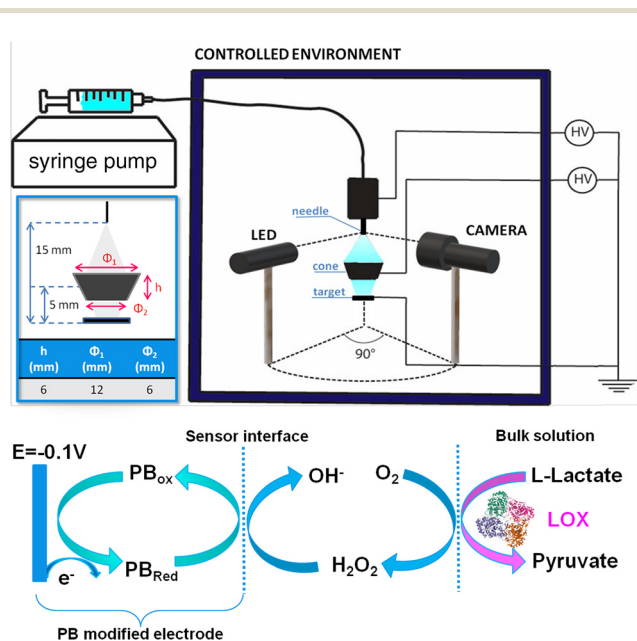 CONTROLLED ENVIRONMENT
HV
syringe pump
HV
needle
LED
CAMERA
15 mm
Φ1
cone
h
target
5 mm
Φ2
90°
h Φ1 Φ2
(mm) (mm) (mm)
6 12 6
Sensor interface Bulk solution
E=-0.1V
PBox OH- O2 L-Lactate
LOX
e- PBRed H2O2 Pyruvate
PB modified electrode